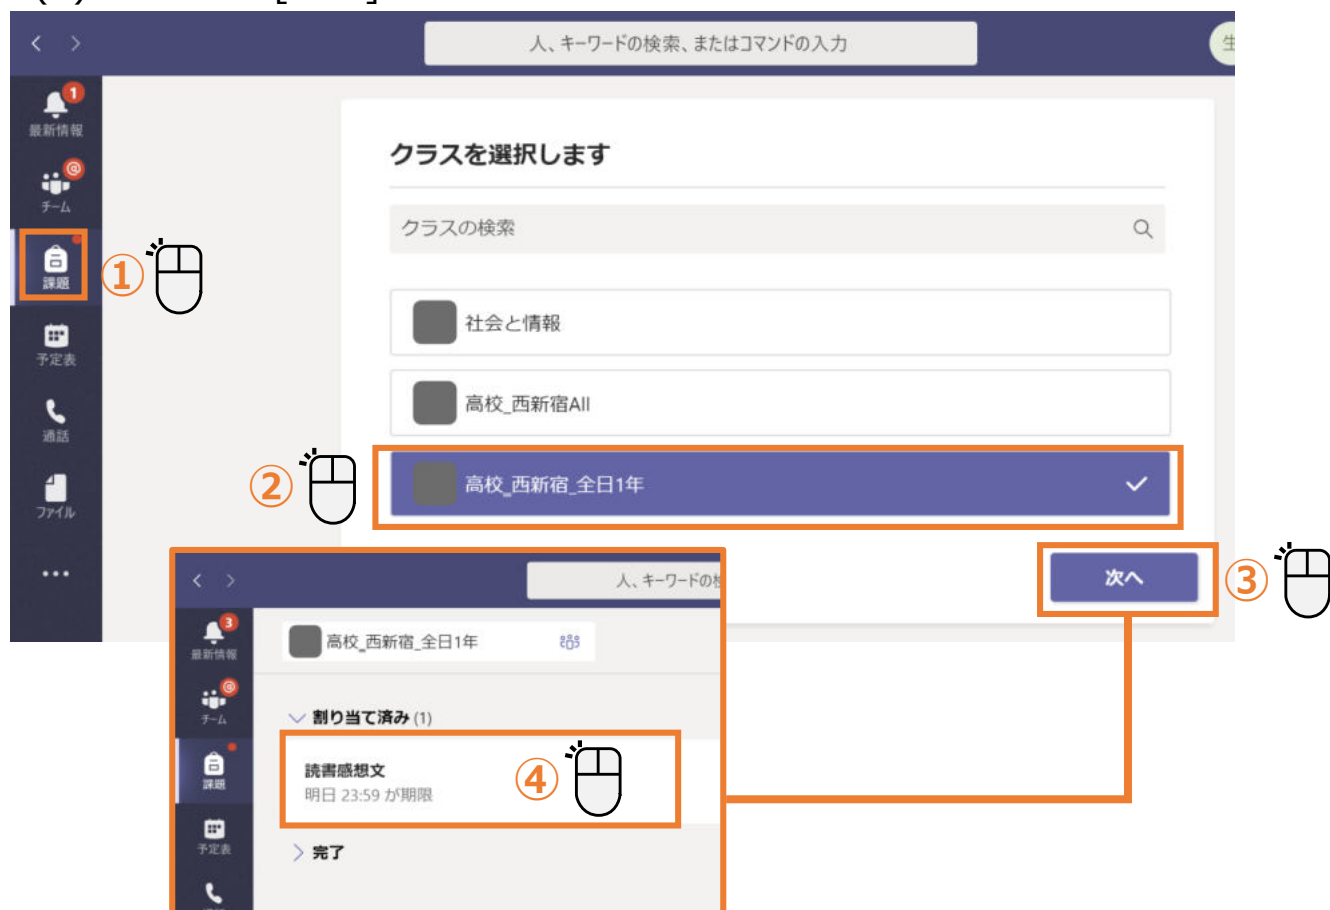 人、キーワードの検索、またはコマンドの入力
生
1
最新情報
@
チーム
課題
予定表
通話
ファイル
①
クラスを選択します
クラスの検索
社会と情報
高校_西新宿All
②
高校_西新宿_全日1年
次へ
③
人、キーワードの検
3
最新情報
@
チーム
課題
予定表
高校_西新宿_全日1年
割り当て済み (1)
読書感想文
明日 23:59 が期限
④
完了